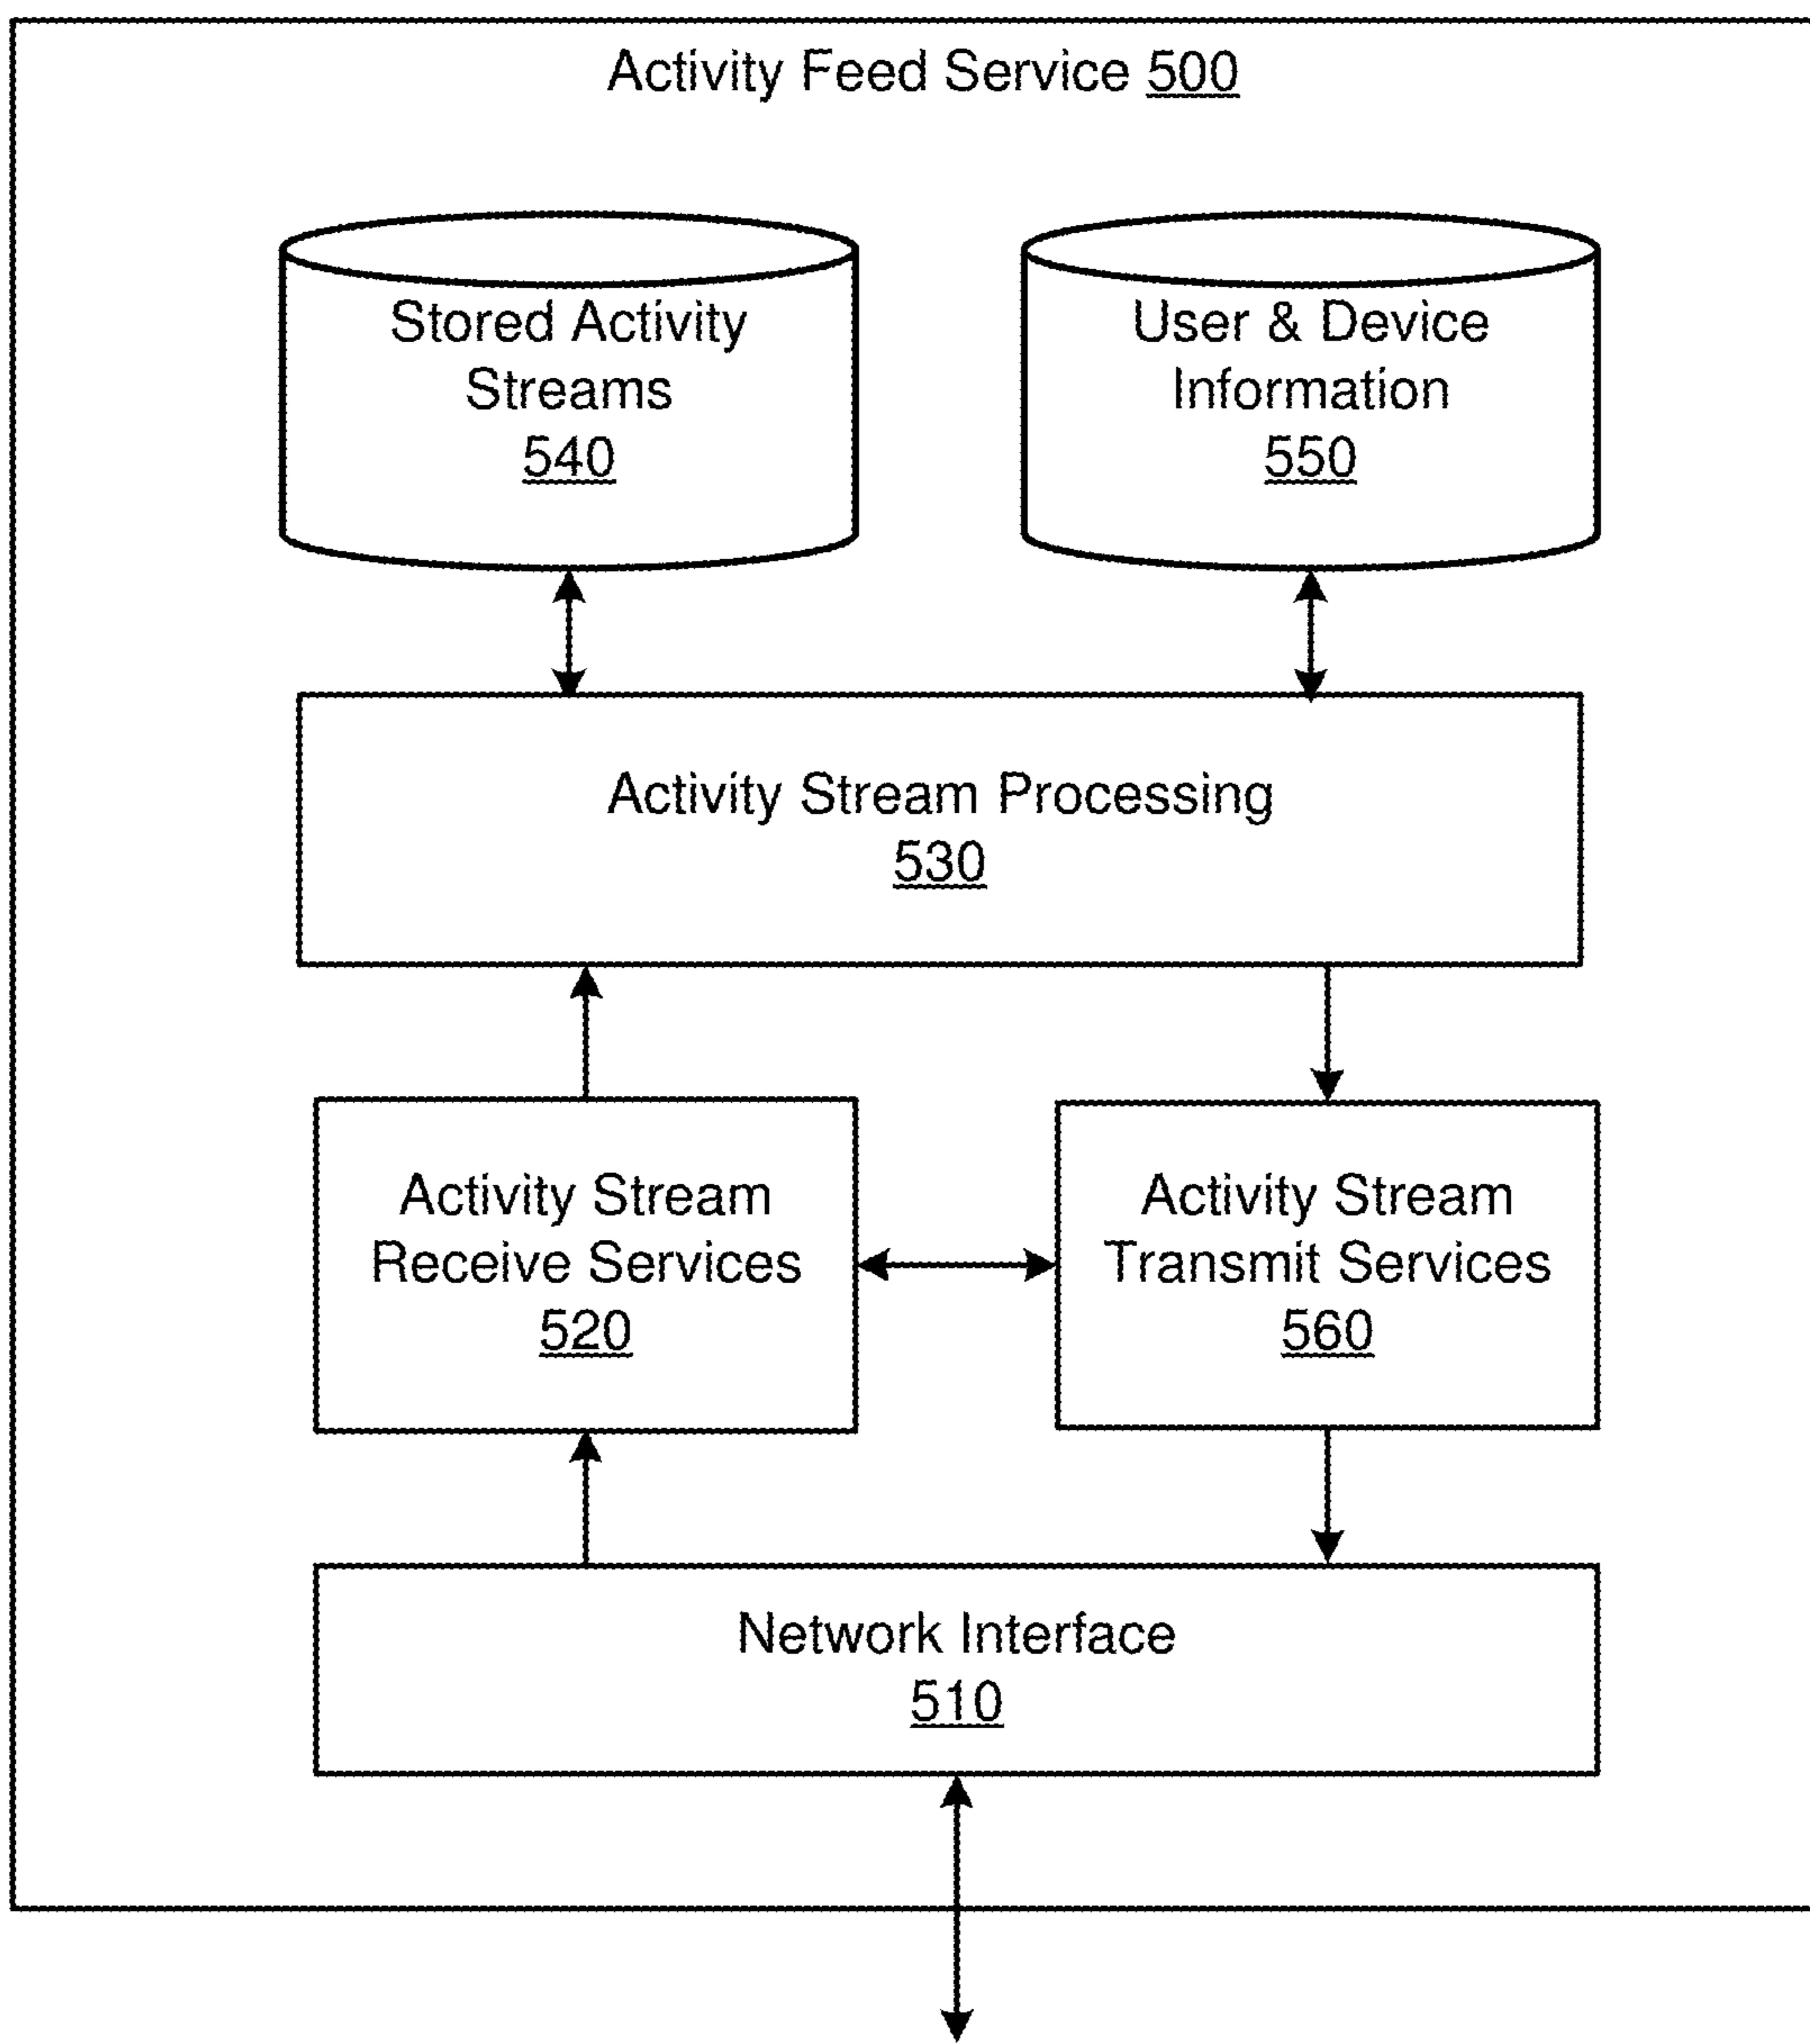 Activity Feed Service 500
Stored Activity
Streams
540
User & Device
Information
550
Activity Stream Processing
530
Activity Stream
Receive Services
520
Activity Stream
Transmit Services
560
Network Interface
510